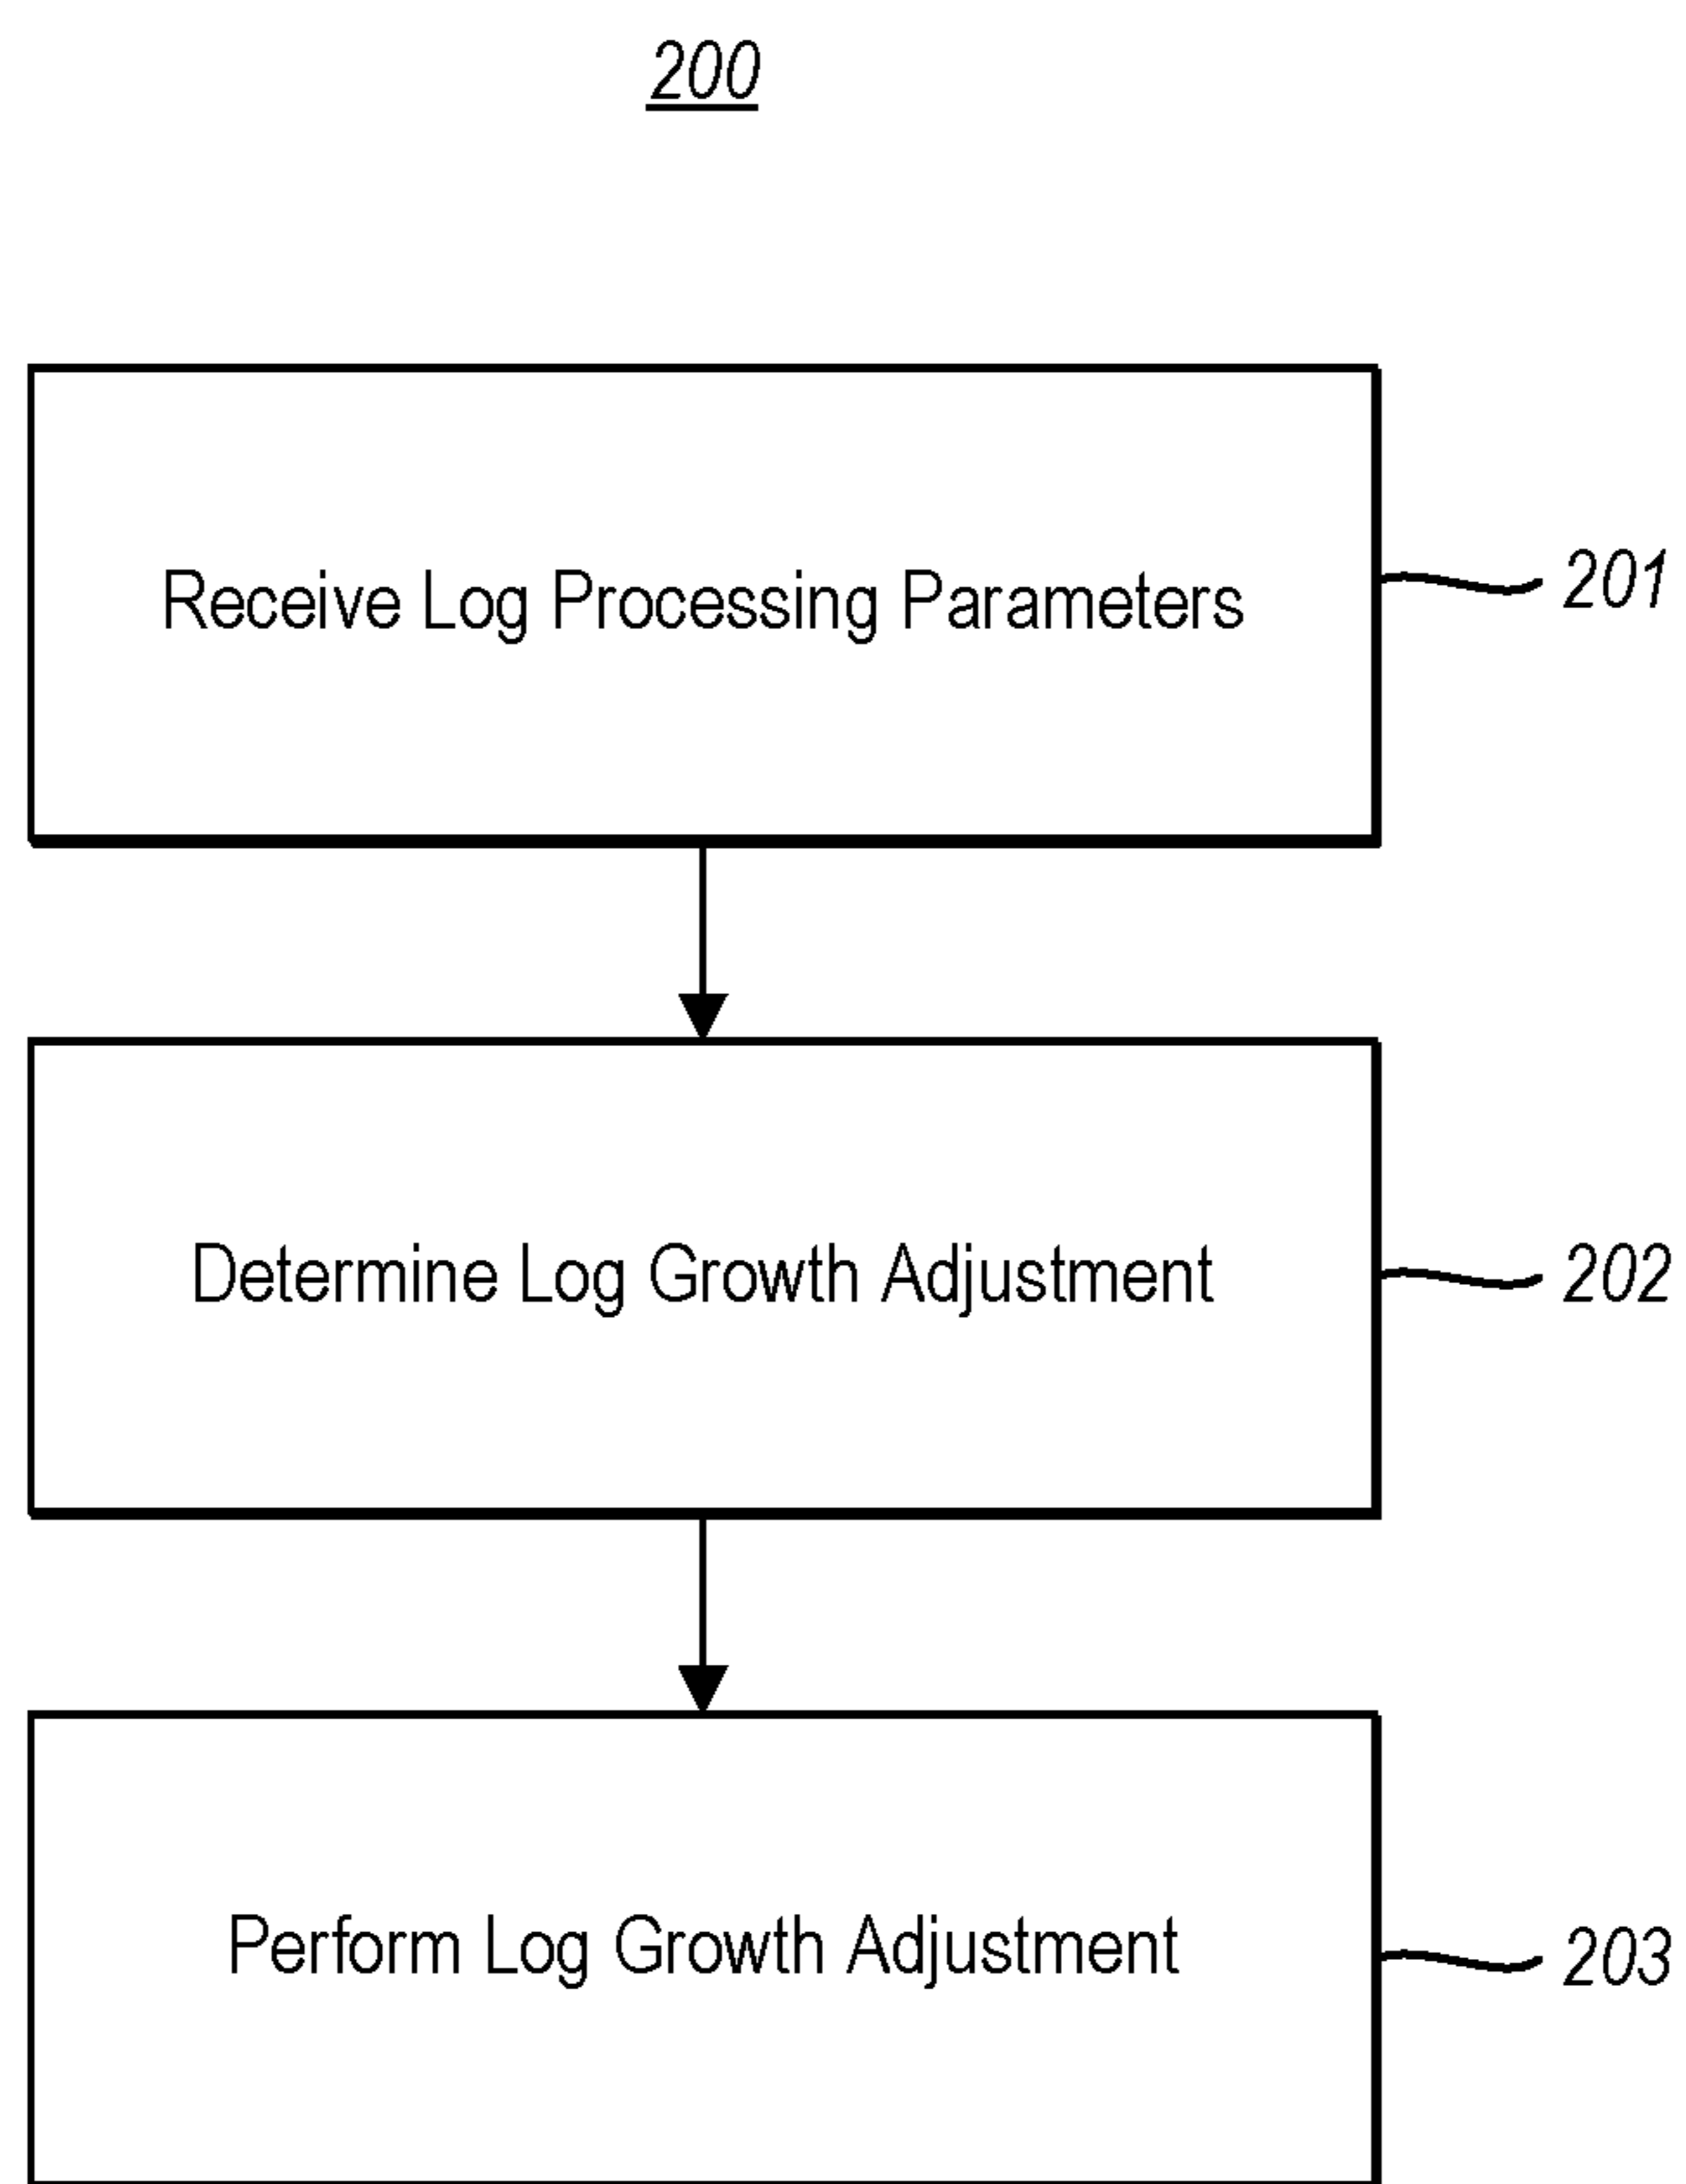 200
Receive Log Processing Parameters
201
Determine Log Growth Adjustment
202
Perform Log Growth Adjustment
203